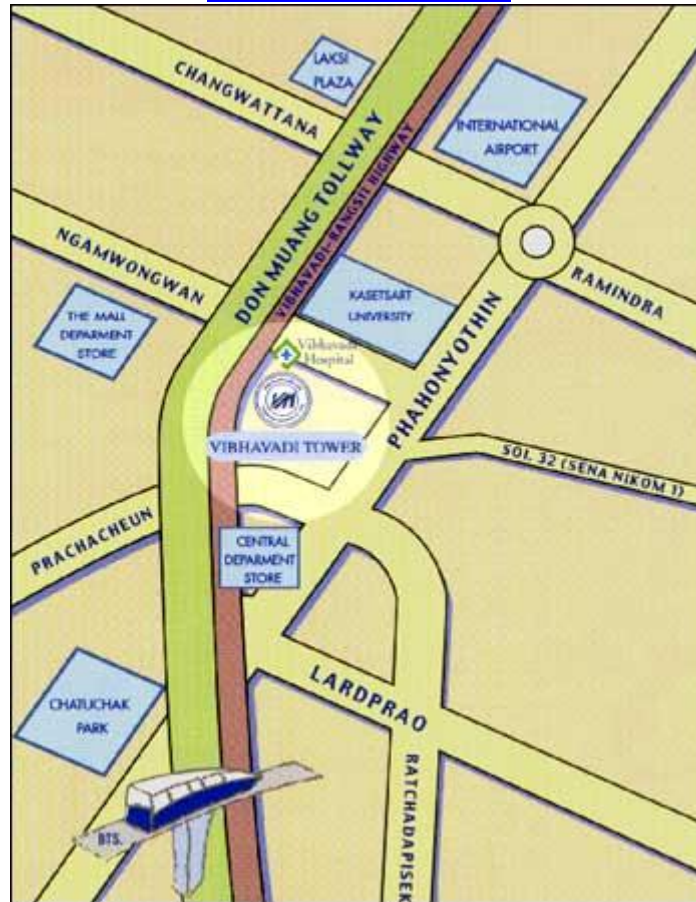 LAKSI
PLAZA
CHANGWATTANA
INTERNATIONAL
AIRPORT
DON MUANG TOLLWAY
VIBHAVADI-RANGSIT HIGHWAY
NGAMWONGWAN
RAMINDRA
KASETSART
UNIVERSITY
THE MALL
DEPARMENT
STORE
PHAHONYOTHIN
Vibhavadi
Hospital
VIBHAVADI TOWER
SOI. 32 (SENA NIKOM 1)
PRACHACHEUN
CENTRAL
DEPARMENT
STORE
LARDPRAO
CHATUCHAK
PARK
RATCHADAPISEK
BTS.